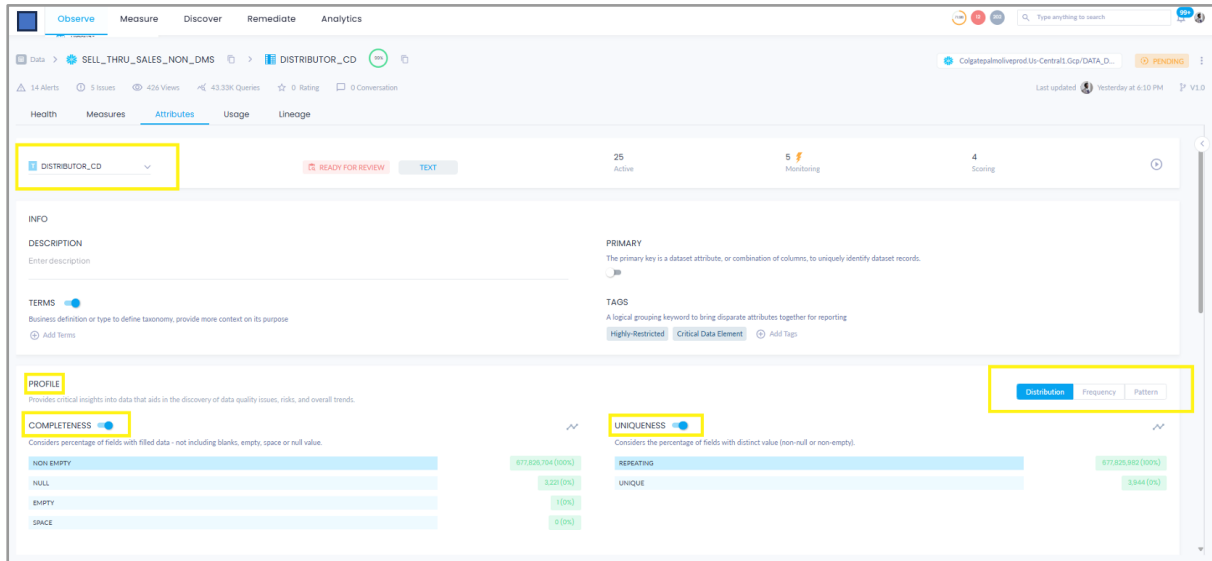 Observe Measure Discover Remediate Analytics
Type anything to search
99+
Data > SELL_THRU_SALES_NON_DMS > DISTRIBUTOR_CD
Colgatepalmoliveprod.Us-Central1.Gcp/DATA_D...
PENDING
14 Alerts 5 Issues 426 Views 43.33K Queries 0 Rating 0 Conversation
Last updated Yesterday at 6:10 PM V1.0
Health Measures Attributes Usage Lineage
T DISTRIBUTOR_CD
READY FOR REVIEW TEXT
25 5 4
Active Monitoring Scoring
INFO
DESCRIPTION
Enter description
PRIMARY
The primary key is a dataset attribute, or combination of columns, to uniquely identify dataset records.
TERMS
Business definition or type to define taxonomy, provide more context on its purpose
Add Terms
TAGS
A logical grouping keyword to bring disparate attributes together for reporting
Highly-Restricted Critical Data Element Add Tags
PROFILE
Provides critical insights into data that aids in the discovery of data quality issues, risks, and overall trends.
Distribution Frequency Pattern
COMPLETENESS
Considers percentage of fields with filled data - not including blanks, empty, space or null value.
NON EMPTY 677,826,704 (100%)
NULL 3,221 (0%)
EMPTY 1 (0%)
SPACE 0 (0%)
UNIQUENESS
Considers the percentage of fields with distinct value (non-null or non-empty).
REPEATING 677,825,982 (100%)
UNIQUE 3,944 (0%)